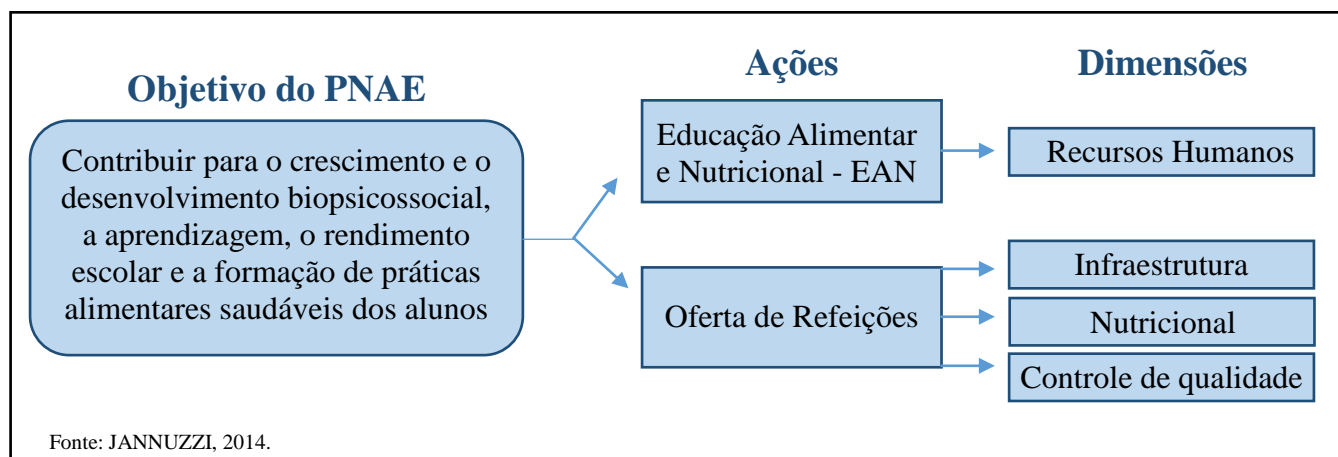 Objetivo do PNAE
Contribuir para o crescimento e o
desenvolvimento biopsicossocial,
a aprendizagem, o rendimento
escolar e a formação de práticas
alimentares saudáveis dos alunos
Ações
Educação Alimentar
e Nutricional - EAN
Oferta de Refeições
Dimensões
Recursos Humanos
Infraestrutura
Nutricional
Controle de qualidade
Fonte: JANNUZZI, 2014.